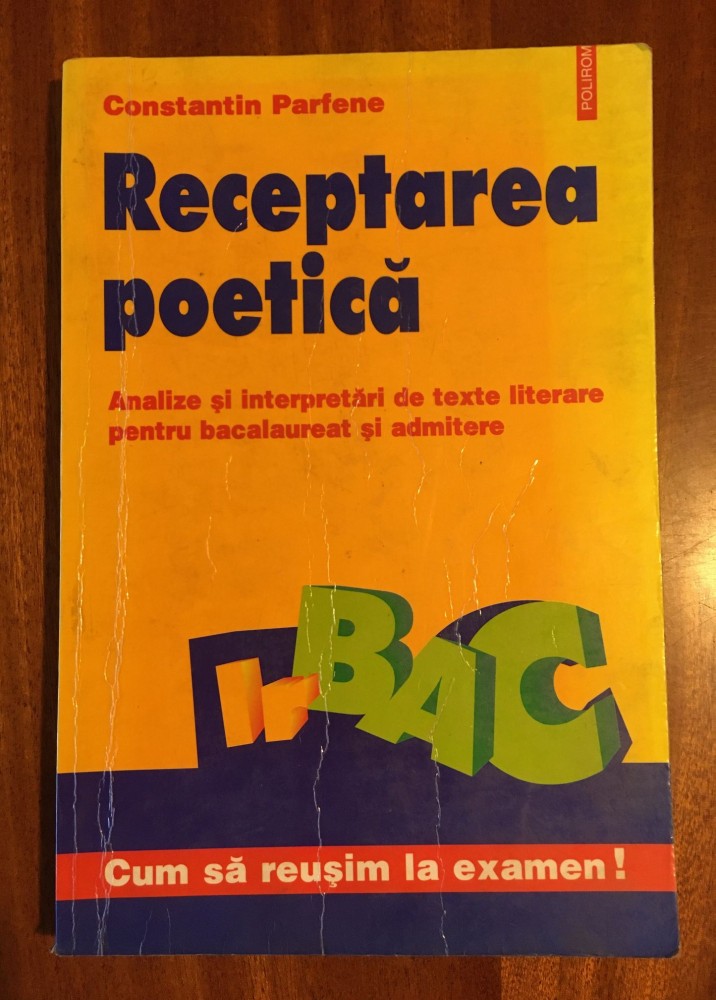 POLIROM
Constantin Parfene
Receptarea
poetică
Analize şi interpretări de texte literare
pentru bacalaureat şi admitere
BAC
Cum să reuşim la examen!